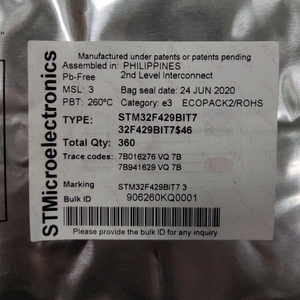 STMicroelectronics
Manufactured under patents or patents pending
Assembled in: PHILIPPINES
Pb-Free 2nd Level Interconnect
MSL: 3 Bag seal date: 24 JUN 2020
PBT: 260°C Category: e3 ECOPACK2/ROHS
TYPE: STM32F429BIT7
32F429BIT7$46
Total Qty: 360
Trace codes: 7B016276 VQ 7B
7B941629 VQ 7B
Marking STM32F429BIT7 3
Bulk ID 906260KQ0001
Please provide the bulk ID for any inquiry